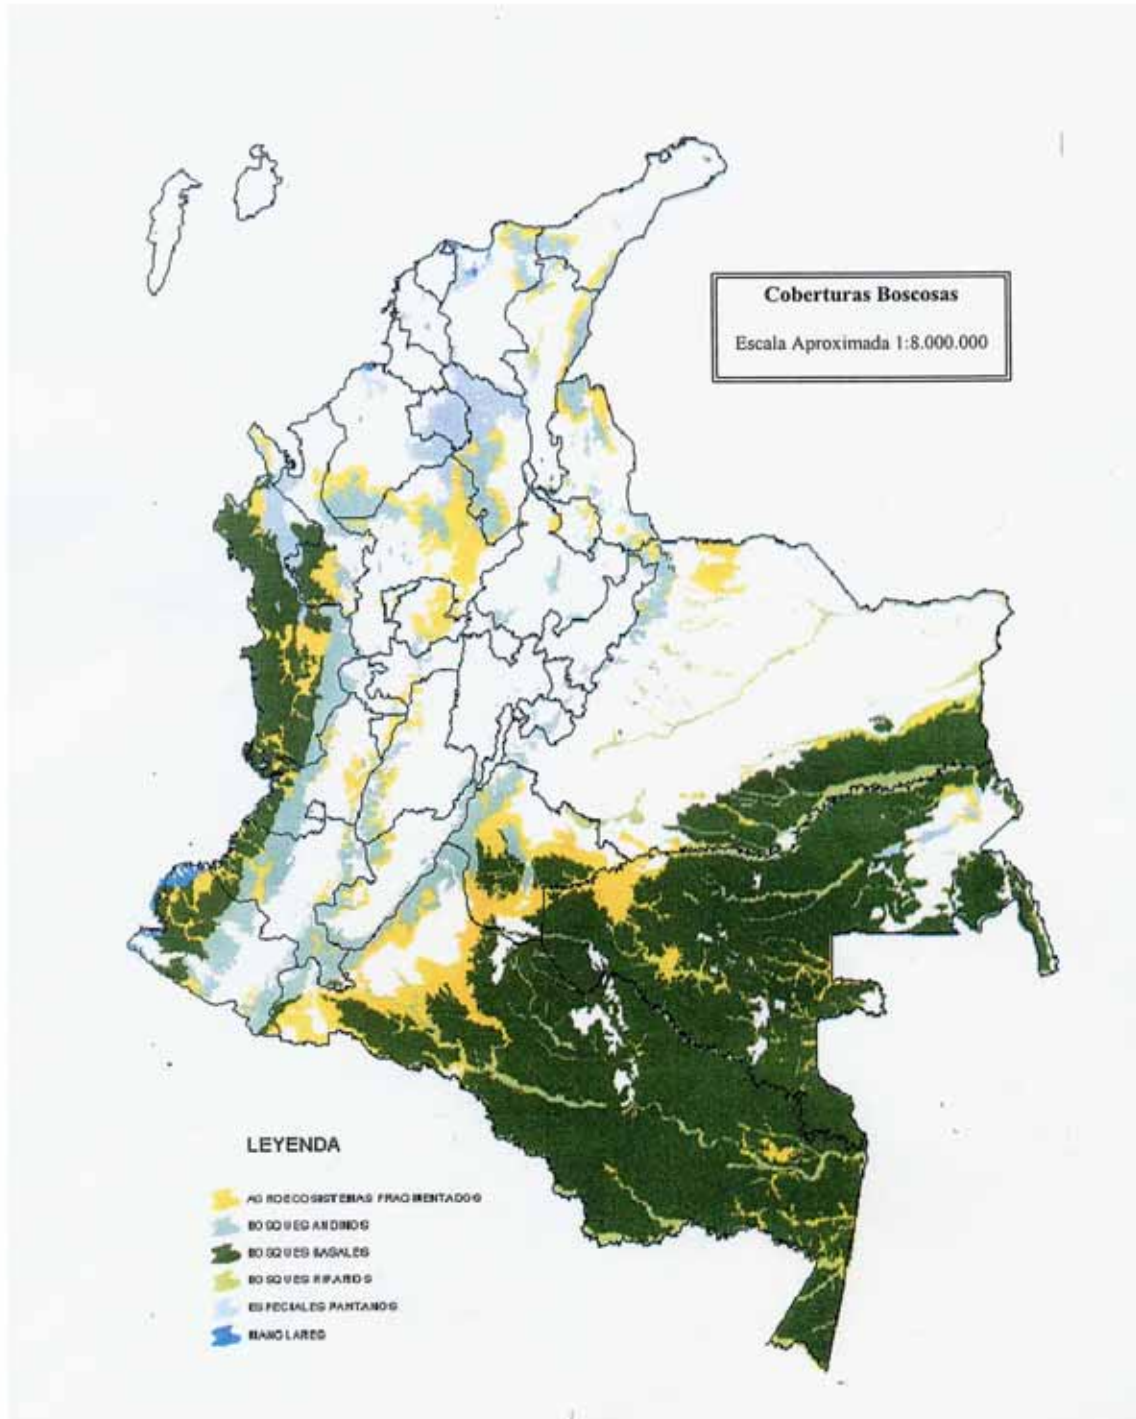 Coberturas Boscosas
Escala Aproximada 1:8.000.000
LEYENDA
AGROECOSISTEMAS FRAGMENTADOS
BOSQUES ANDINOS
BOSQUES BASALES
BOSQUES RIPARIOS
ESPECIALES PANTANOS
MANGLARES